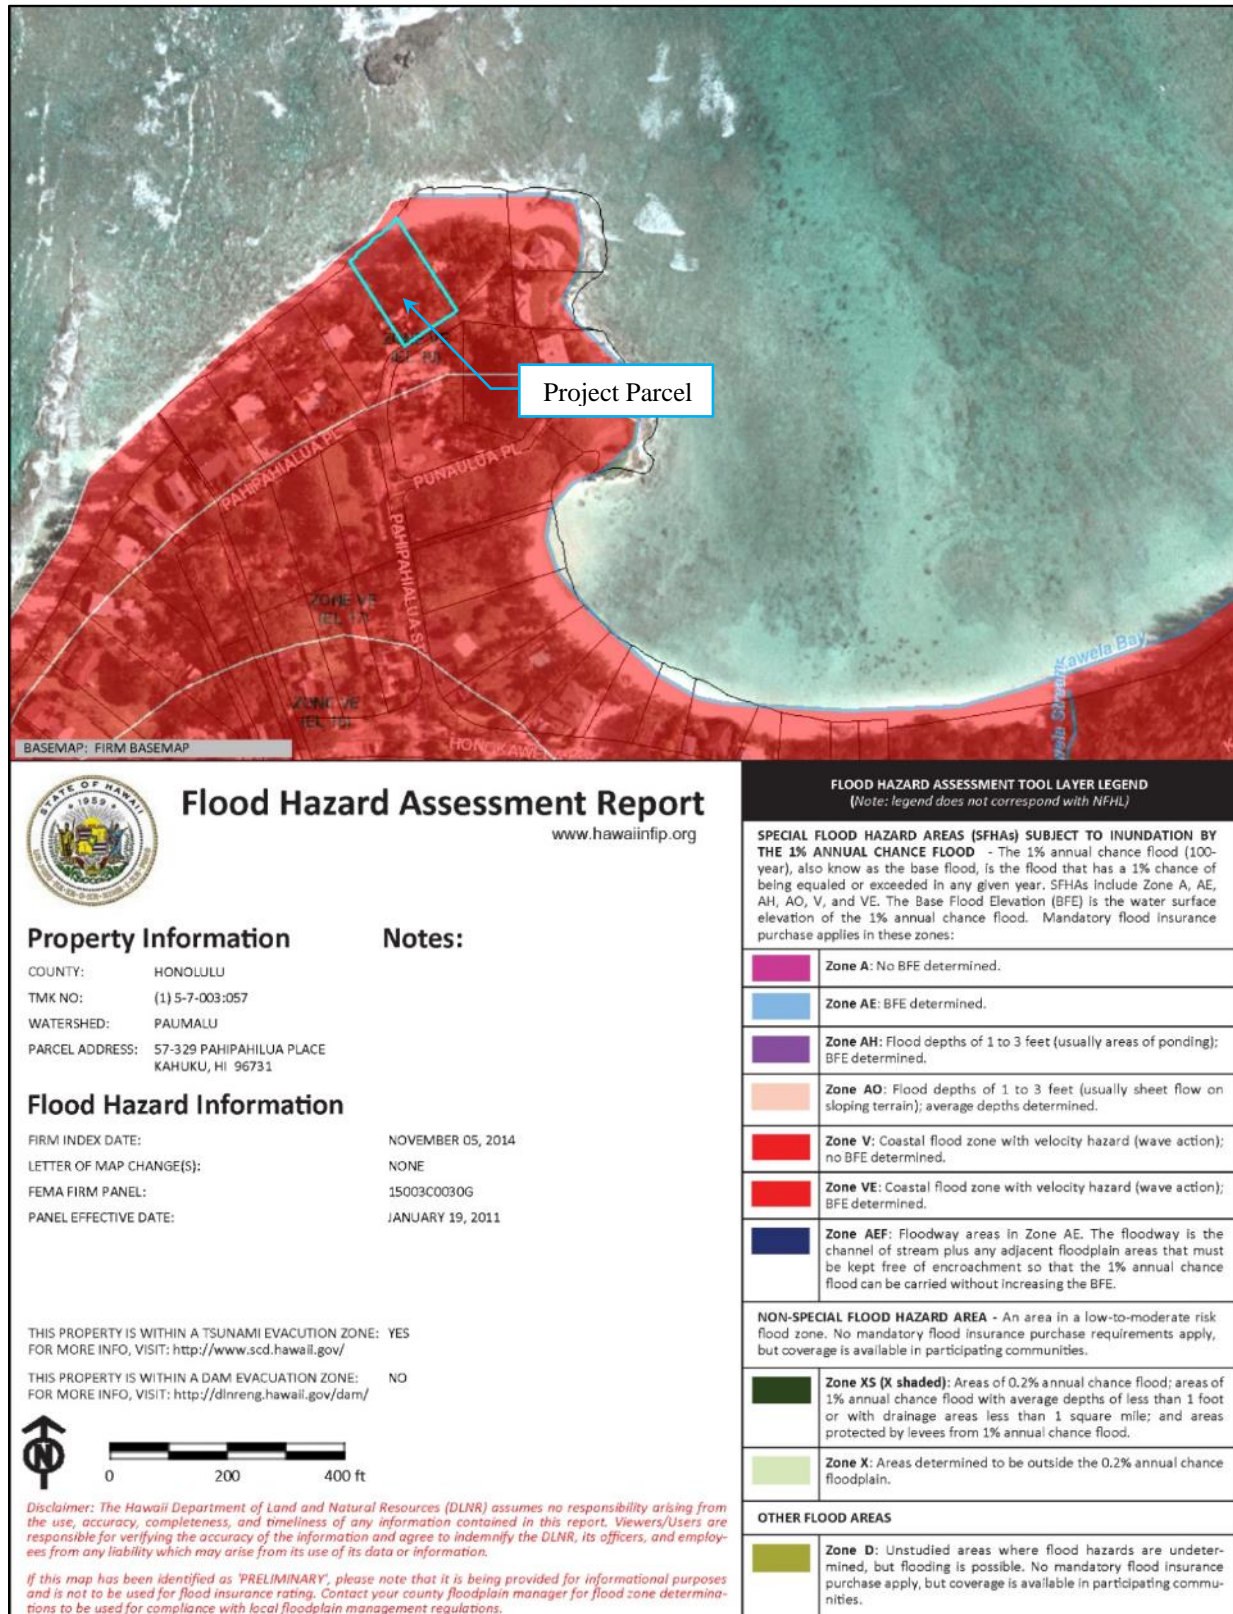 Project Parcel
PAHIPAHIALUA PL
PUNAULUA PL
PAHIPAHIALUA S
ZONE VE
ZONE VE
Kawela Bay
BASEMAP: FIRM BASEMAP
STATE OF HAWAII
1959
Flood Hazard Assessment Report
www.hawaiinfip.org
Property Information
Notes:
COUNTY: HONOLULU
TMK NO: (1) 5-7-003:057
WATERSHED: PAUMALU
PARCEL ADDRESS: 57-329 PAHIPAHILUA PLACE
KAHUKU, HI 96731
Flood Hazard Information
FIRM INDEX DATE: NOVEMBER 05, 2014
LETTER OF MAP CHANGE(S): NONE
FEMA FIRM PANEL: 15003C0030G
PANEL EFFECTIVE DATE: JANUARY 19, 2011
THIS PROPERTY IS WITHIN A TSUNAMI EVACUTION ZONE: YES
FOR MORE INFO, VISIT: http://www.scd.hawaii.gov/
THIS PROPERTY IS WITHIN A DAM EVACUATION ZONE: NO
FOR MORE INFO, VISIT: http://dlnreng.hawaii.gov/dam/
N
0 200 400 ft
Disclaimer: The Hawaii Department of Land and Natural Resources (DLNR) assumes no responsibility arising from
the use, accuracy, completeness, and timeliness of any information contained in this report. Viewers/Users are
responsible for verifying the accuracy of the information and agree to indemnify the DLNR, its officers, and employ-
ees from any liability which may arise from its use of its data or information.
If this map has been identified as 'PRELIMINARY', please note that it is being provided for informational purposes
and is not to be used for flood insurance rating. Contact your county floodplain manager for flood zone determina-
tions to be used for compliance with local floodplain management regulations.
FLOOD HAZARD ASSESSMENT TOOL LAYER LEGEND
(Note: legend does not correspond with NFHL)
SPECIAL FLOOD HAZARD AREAS (SFHAs) SUBJECT TO INUNDATION BY
THE 1% ANNUAL CHANCE FLOOD - The 1% annual chance flood (100-
year), also know as the base flood, is the flood that has a 1% chance of
being equaled or exceeded in any given year. SFHAs include Zone A, AE,
AH, AO, V, and VE. The Base Flood Elevation (BFE) is the water surface
elevation of the 1% annual chance flood. Mandatory flood insurance
purchase applies in these zones:
Zone A: No BFE determined.
Zone AE: BFE determined.
Zone AH: Flood depths of 1 to 3 feet (usually areas of ponding);
BFE determined.
Zone AO: Flood depths of 1 to 3 feet (usually sheet flow on
sloping terrain); average depths determined.
Zone V: Coastal flood zone with velocity hazard (wave action);
no BFE determined.
Zone VE: Coastal flood zone with velocity hazard (wave action);
BFE determined.
Zone AEF: Floodway areas in Zone AE. The floodway is the
channel of stream plus any adjacent floodplain areas that must
be kept free of encroachment so that the 1% annual chance
flood can be carried without increasing the BFE.
NON-SPECIAL FLOOD HAZARD AREA - An area in a low-to-moderate risk
flood zone. No mandatory flood insurance purchase requirements apply,
but coverage is available in participating communities.
Zone XS (X shaded): Areas of 0.2% annual chance flood; areas of
1% annual chance flood with average depths of less than 1 foot
or with drainage areas less than 1 square mile; and areas
protected by levees from 1% annual chance flood.
Zone X: Areas determined to be outside the 0.2% annual chance
floodplain.
OTHER FLOOD AREAS
Zone D: Unstudied areas where flood hazards are undeter-
mined, but flooding is possible. No mandatory flood insurance
purchase apply, but coverage is available in participating commu-
nities.